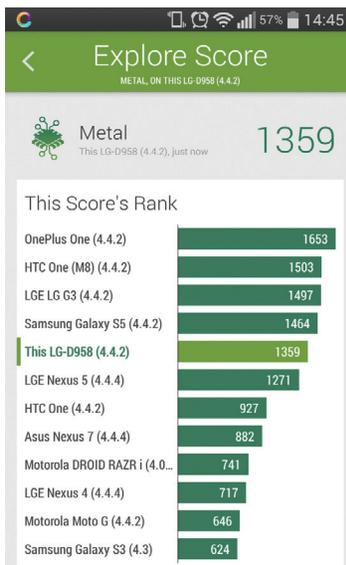 57% 14:45
Explore Score
METAL, ON THIS LG-D958 (4.4.2)
Metal 1359
This LG-D958 (4.4.2), just now
This Score's Rank
OnePlus One (4.4.2) 1653
HTC One (M8) (4.4.2) 1503
LGE LG G3 (4.4.2) 1497
Samsung Galaxy S5 (4.4.2) 1464
This LG-D958 (4.4.2) 1359
LGE Nexus 5 (4.4.4) 1271
HTC One (4.4.2) 927
Asus Nexus 7 (4.4.4) 882
Motorola DROID RAZR i (4.0... 741
LGE Nexus 4 (4.4.4) 717
Motorola Moto G (4.4.2) 646
Samsung Galaxy S3 (4.3) 624